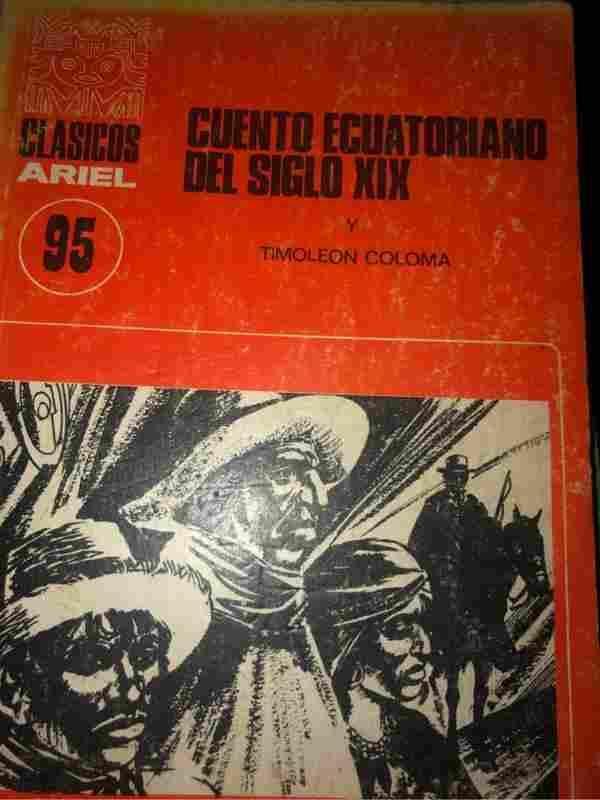 CLASICOS
ARIEL
95
CUENTO ECUATORIANO
DEL SIGLO XIX
Y
TIMOLEON COLOMA